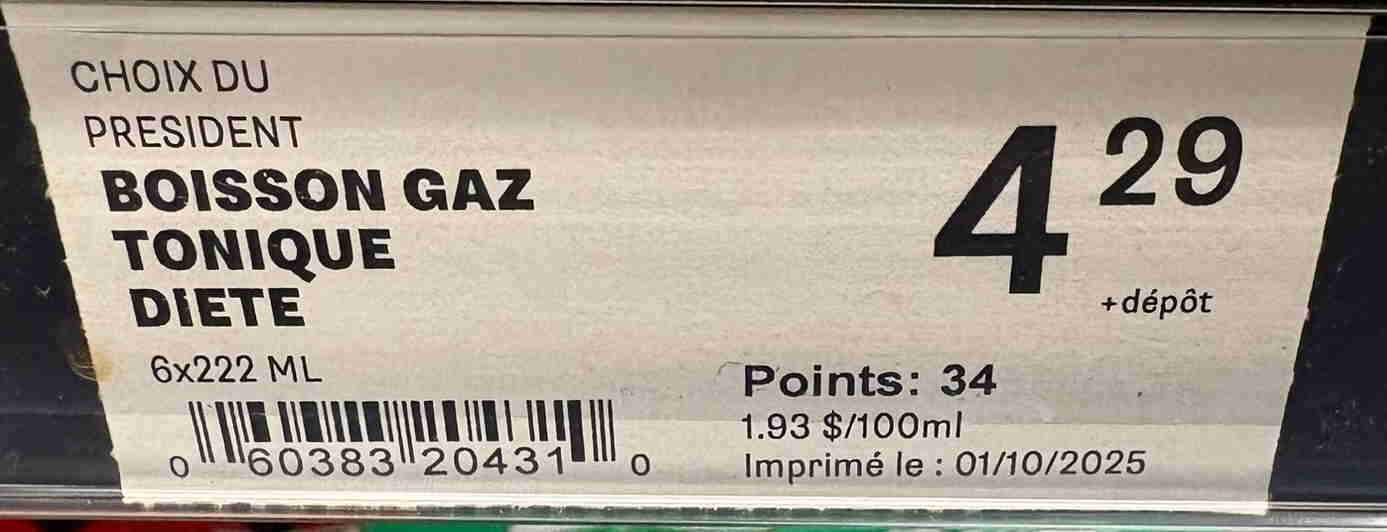 CHOIX DU
PRESIDENT
BOISSON GAZ
TONIQUE
DIETE
6x222 ML
4 29
+dépôt
Points: 34
1.93 $/100ml
Imprimé le : 01/10/2025
0 60383 20431 0